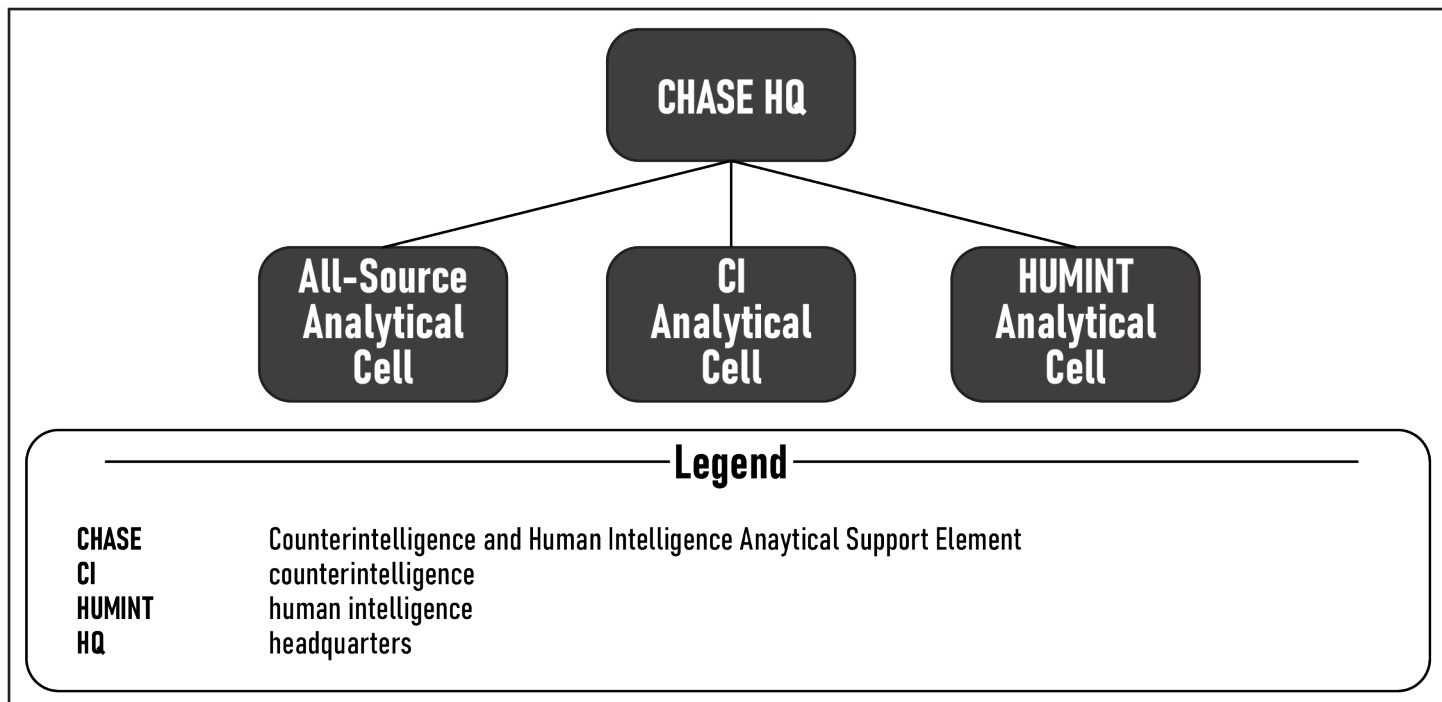 CHASE HQ
All-Source
Analytical
Cell
CI
Analytical
Cell
HUMINT
Analytical
Cell
Legend
CHASE Counterintelligence and Human Intelligence Anaytical Support Element
CI counterintelligence
HUMINT human intelligence
HQ headquarters